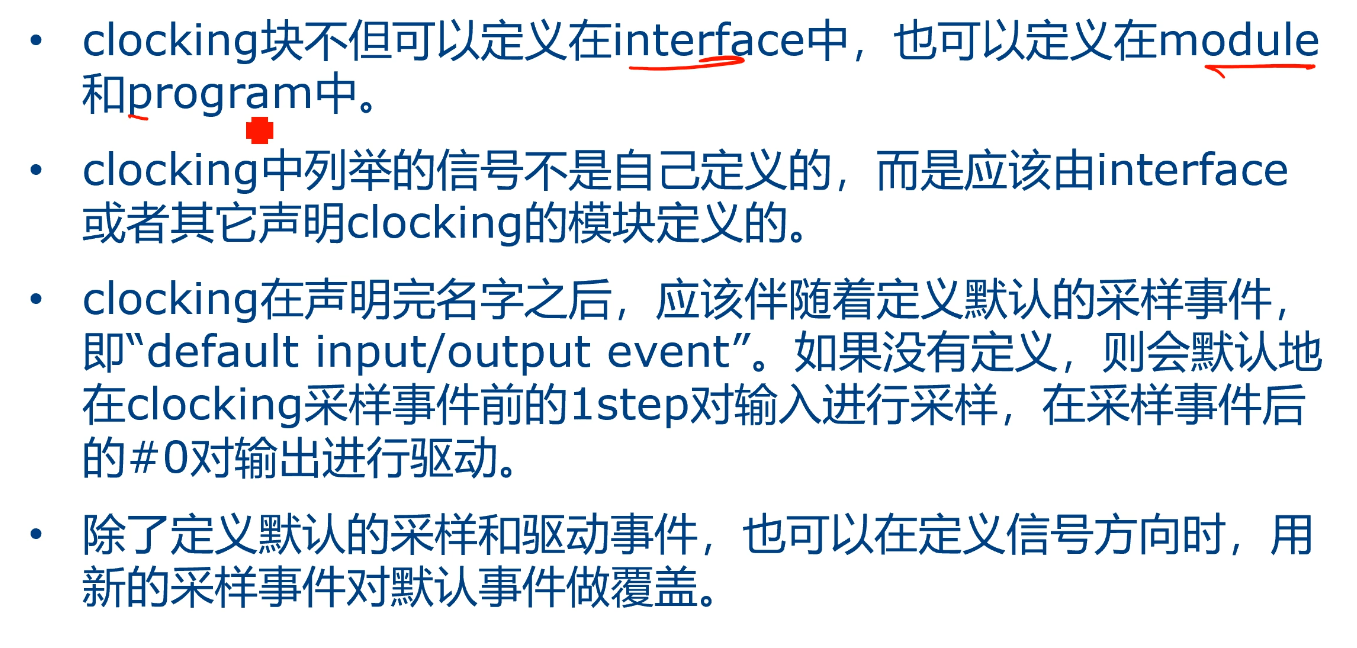 • clocking块不但可以定义在interface中，也可以定义在module
和program中。
• clocking中列举的信号不是自己定义的，而是应该由interface
或者其它声明clocking的模块定义的。
• clocking在声明完名字之后，应该伴随着定义默认的采样事件，
即“default input/output event”。如果没有定义，则会默认地
在clocking采样事件前的1step对输入进行采样，在采样事件后
的#0对输出进行驱动。
• 除了定义默认的采样和驱动事件，也可以在定义信号方向时，用
新的采样事件对默认事件做覆盖。